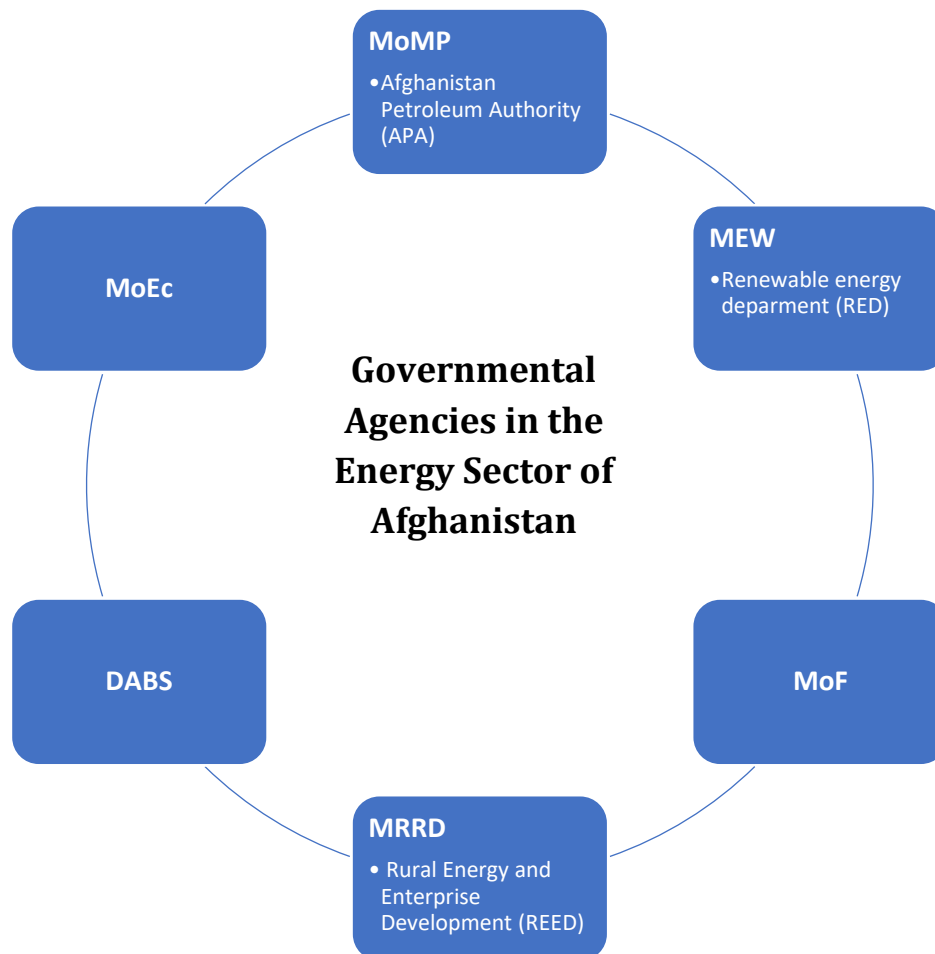 MoMP
•Afghanistan
Petroleum Authority
(APA)
MEW
•Renewable energy
deparment (RED)
MoEc
Governmental
Agencies in the
Energy Sector of
Afghanistan
DABS
MoF
MRRD
• Rural Energy and
Enterprise
Development (REED)